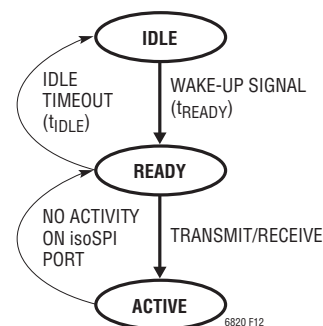 IDLE
IDLE
TIMEOUT
(tIDLE)
WAKE-UP SIGNAL
(tREADY)
READY
NO ACTIVITY
ON isoSPI
PORT
TRANSMIT/RECEIVE
ACTIVE
6820 F12